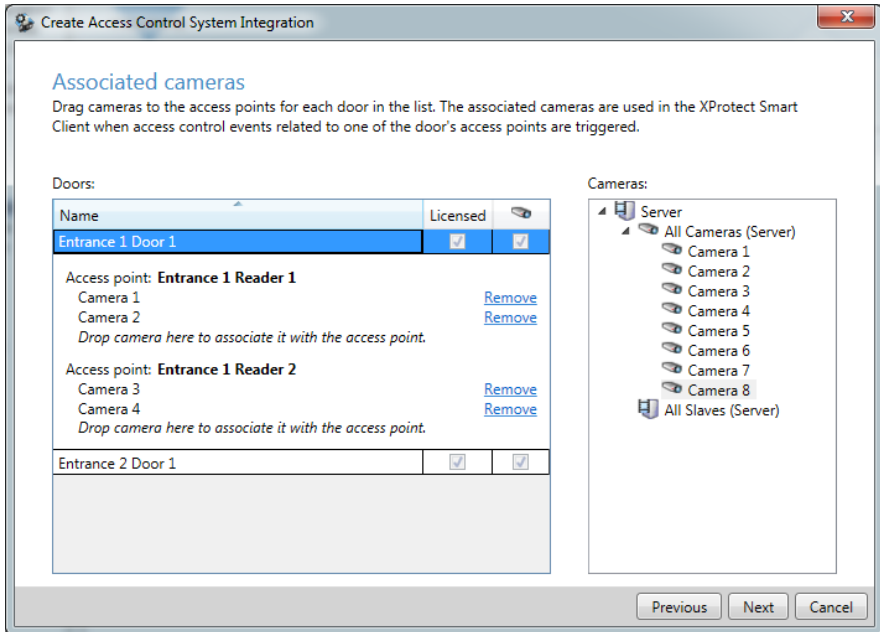 Create Access Control System Integration
Associated cameras
Drag cameras to the access points for each door in the list. The associated cameras are used in the XProtect Smart
Client when access control events related to one of the door's access points are triggered.
Doors:
Name Licensed
Entrance 1 Door 1
Access point: Entrance 1 Reader 1
Camera 1 Remove
Camera 2 Remove
Drop camera here to associate it with the access point.
Access point: Entrance 1 Reader 2
Camera 3 Remove
Camera 4 Remove
Drop camera here to associate it with the access point.
Entrance 2 Door 1
Cameras:
Server
All Cameras (Server)
Camera 1
Camera 2
Camera 3
Camera 4
Camera 5
Camera 6
Camera 7
Camera 8
All Slaves (Server)
Previous Next Cancel